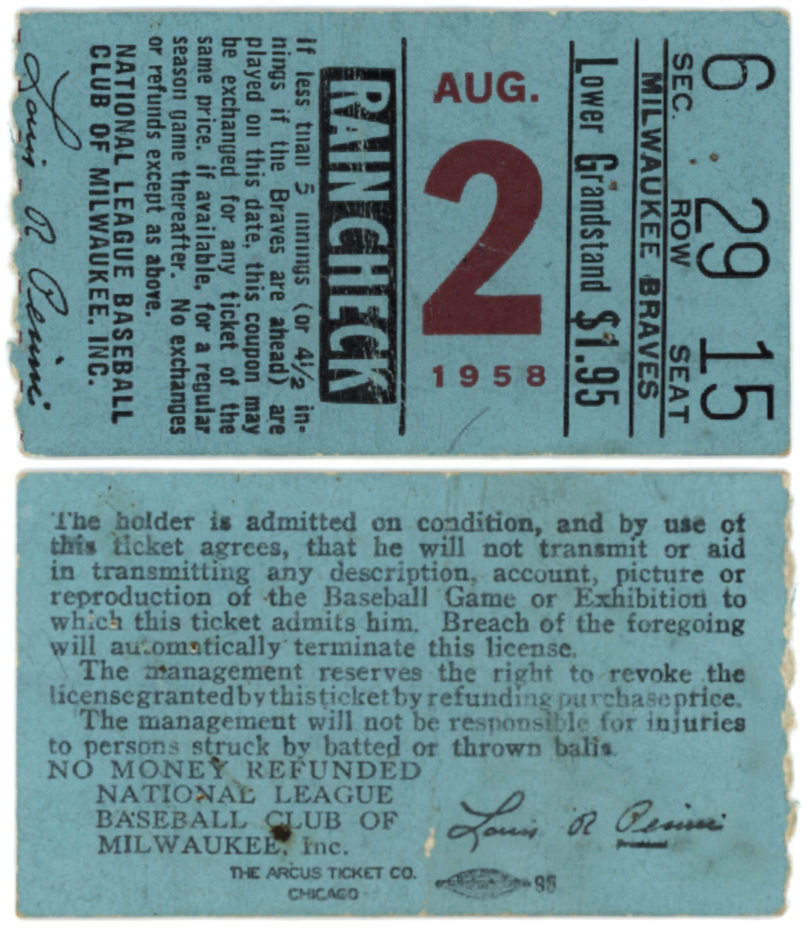 6 29 15
SEC. ROW SEAT
MILWAUKEE BRAVES
Lower Grandstand $1.95
AUG.
2
1958
RAIN CHECK
If less than 5 innings (or 4½ in-
nings if the Braves are ahead) are
played on this date, this coupon may
be exchanged for any ticket of the
same price, if available, for a regular
season game thereafter. No exchanges
or refunds except as above.
NATIONAL LEAGUE BASEBALL
CLUB OF MILWAUKEE, INC.
Louis R Perini
The holder is admitted on condition, and by use of
this ticket agrees, that he will not transmit or aid
in transmitting any description, account, picture or
reproduction of the Baseball Game or Exhibition to
which this ticket admits him. Breach of the foregoing
will automatically terminate this license.
The management reserves the right to revoke the
license granted by this ticket by refunding purchase price.
The management will not be responsible for injuries
to persons struck by batted or thrown balls.
NO MONEY REFUNDED
NATIONAL LEAGUE
BASEBALL CLUB OF
MILWAUKEE, Inc.
Louis R Perini
President
THE ARCUS TICKET CO.
CHICAGO
95